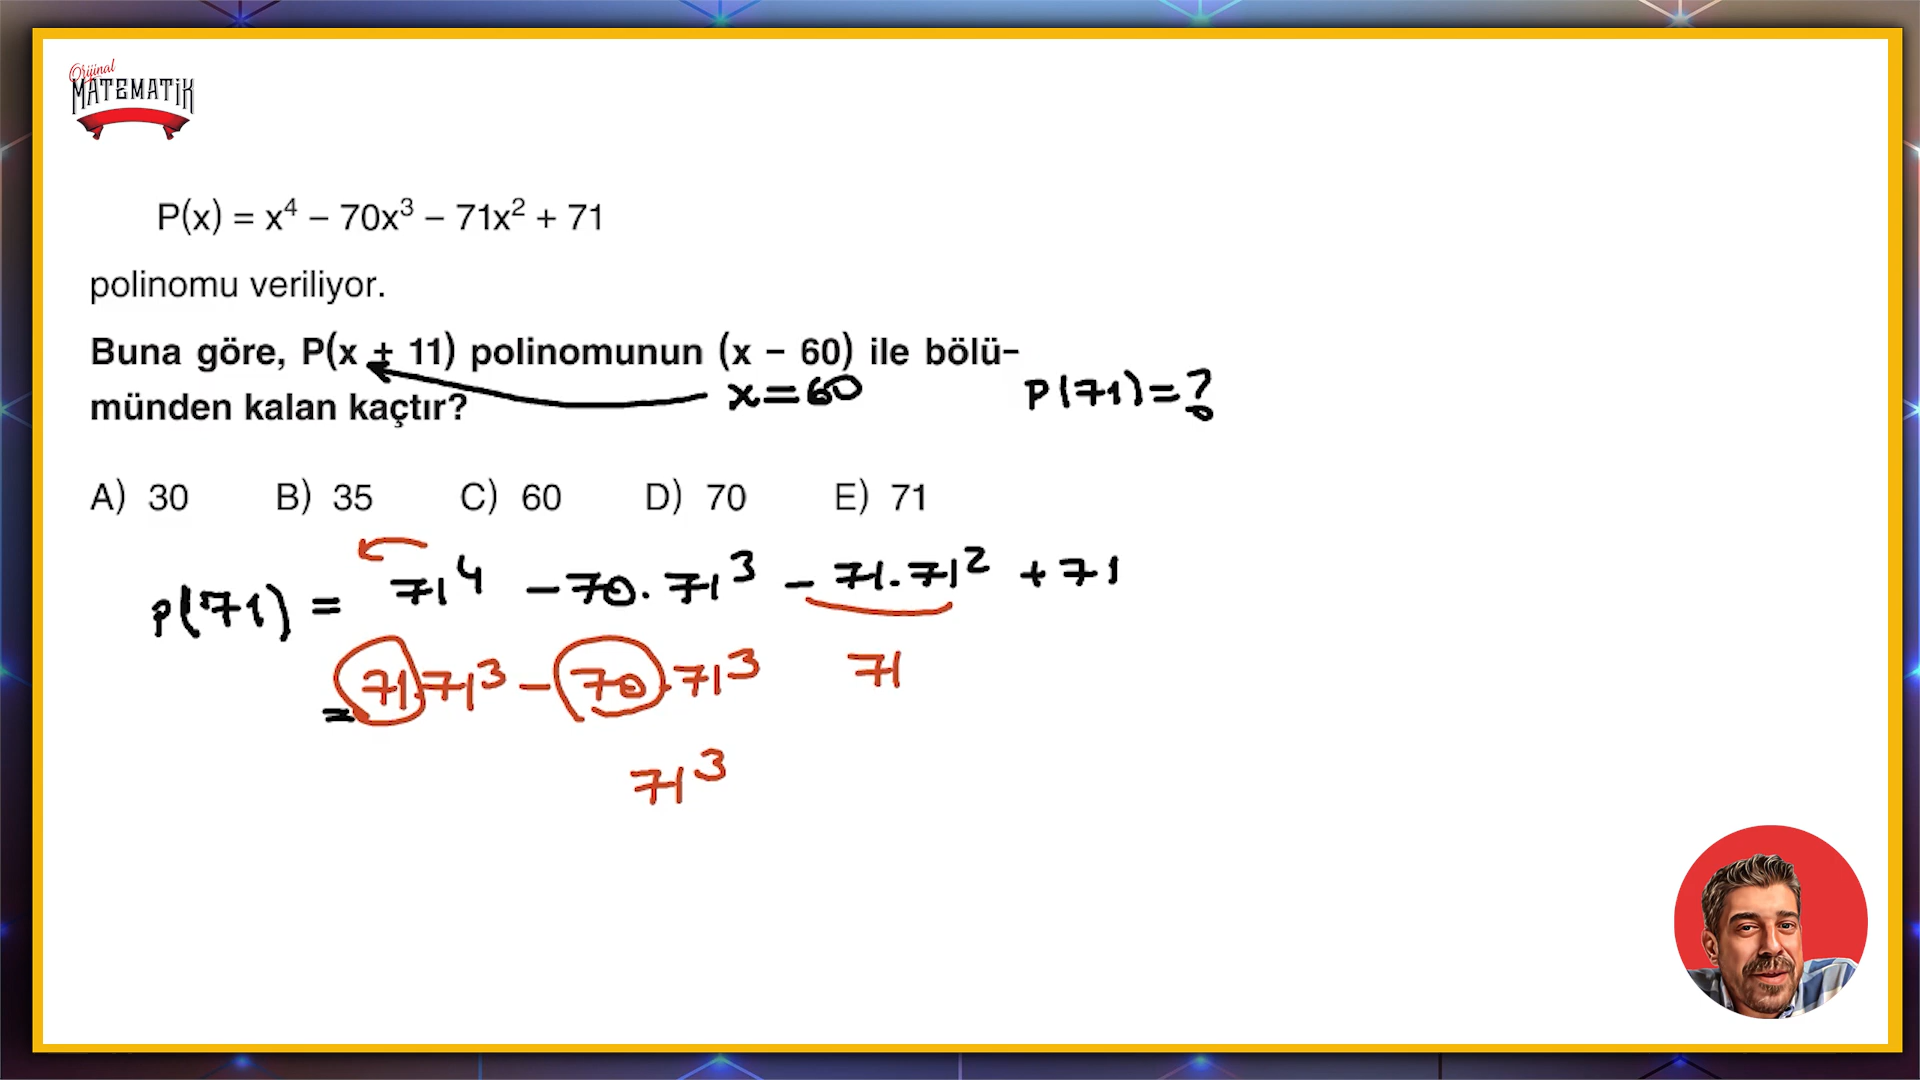 Orijinal
MATEMATİK
P(x) = x⁴ – 70x³ – 71x² + 71
polinomu veriliyor.
Buna göre, P(x + 11) polinomunun (x – 60) ile bölü-
münden kalan kaçtır?
x=60
P(71)=?
A) 30 B) 35 C) 60 D) 70 E) 71
P(71) = 71⁴ - 70.71³ - 71.71² + 71
= 71.71³ - 70.71³ 71
71³